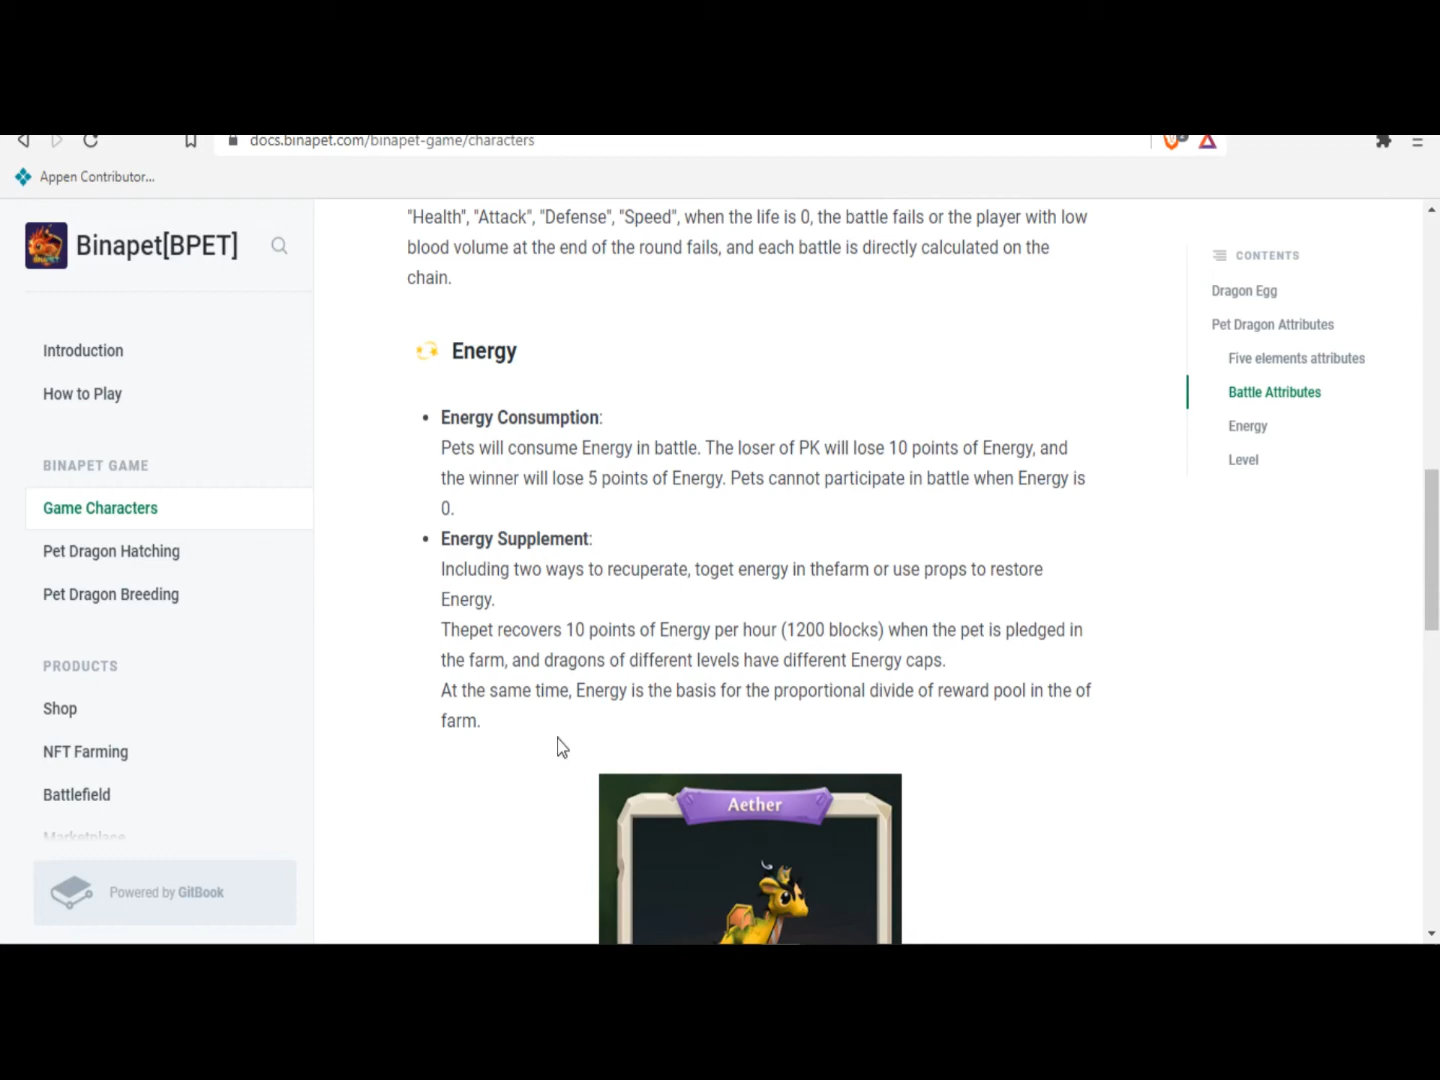 docs.binapet.com/binapet-game/characters
Appen Contributor...
Binapet[BPET]
Introduction
How to Play
BINAPET GAME
Game Characters
Pet Dragon Hatching
Pet Dragon Breeding
PRODUCTS
Shop
NFT Farming
Battlefield
Marketplace
Powered by GitBook
"Health", "Attack", "Defense", "Speed", when the life is 0, the battle fails or the player with low
blood volume at the end of the round fails, and each battle is directly calculated on the
chain.
Energy
• Energy Consumption:
Pets will consume Energy in battle. The loser of PK will lose 10 points of Energy, and
the winner will lose 5 points of Energy. Pets cannot participate in battle when Energy is
0.
• Energy Supplement:
Including two ways to recuperate, toget energy in thefarm or use props to restore
Energy.
Thepet recovers 10 points of Energy per hour (1200 blocks) when the pet is pledged in
the farm, and dragons of different levels have different Energy caps.
At the same time, Energy is the basis for the proportional divide of reward pool in the of
farm.
Aether
CONTENTS
Dragon Egg
Pet Dragon Attributes
Five elements attributes
Battle Attributes
Energy
Level